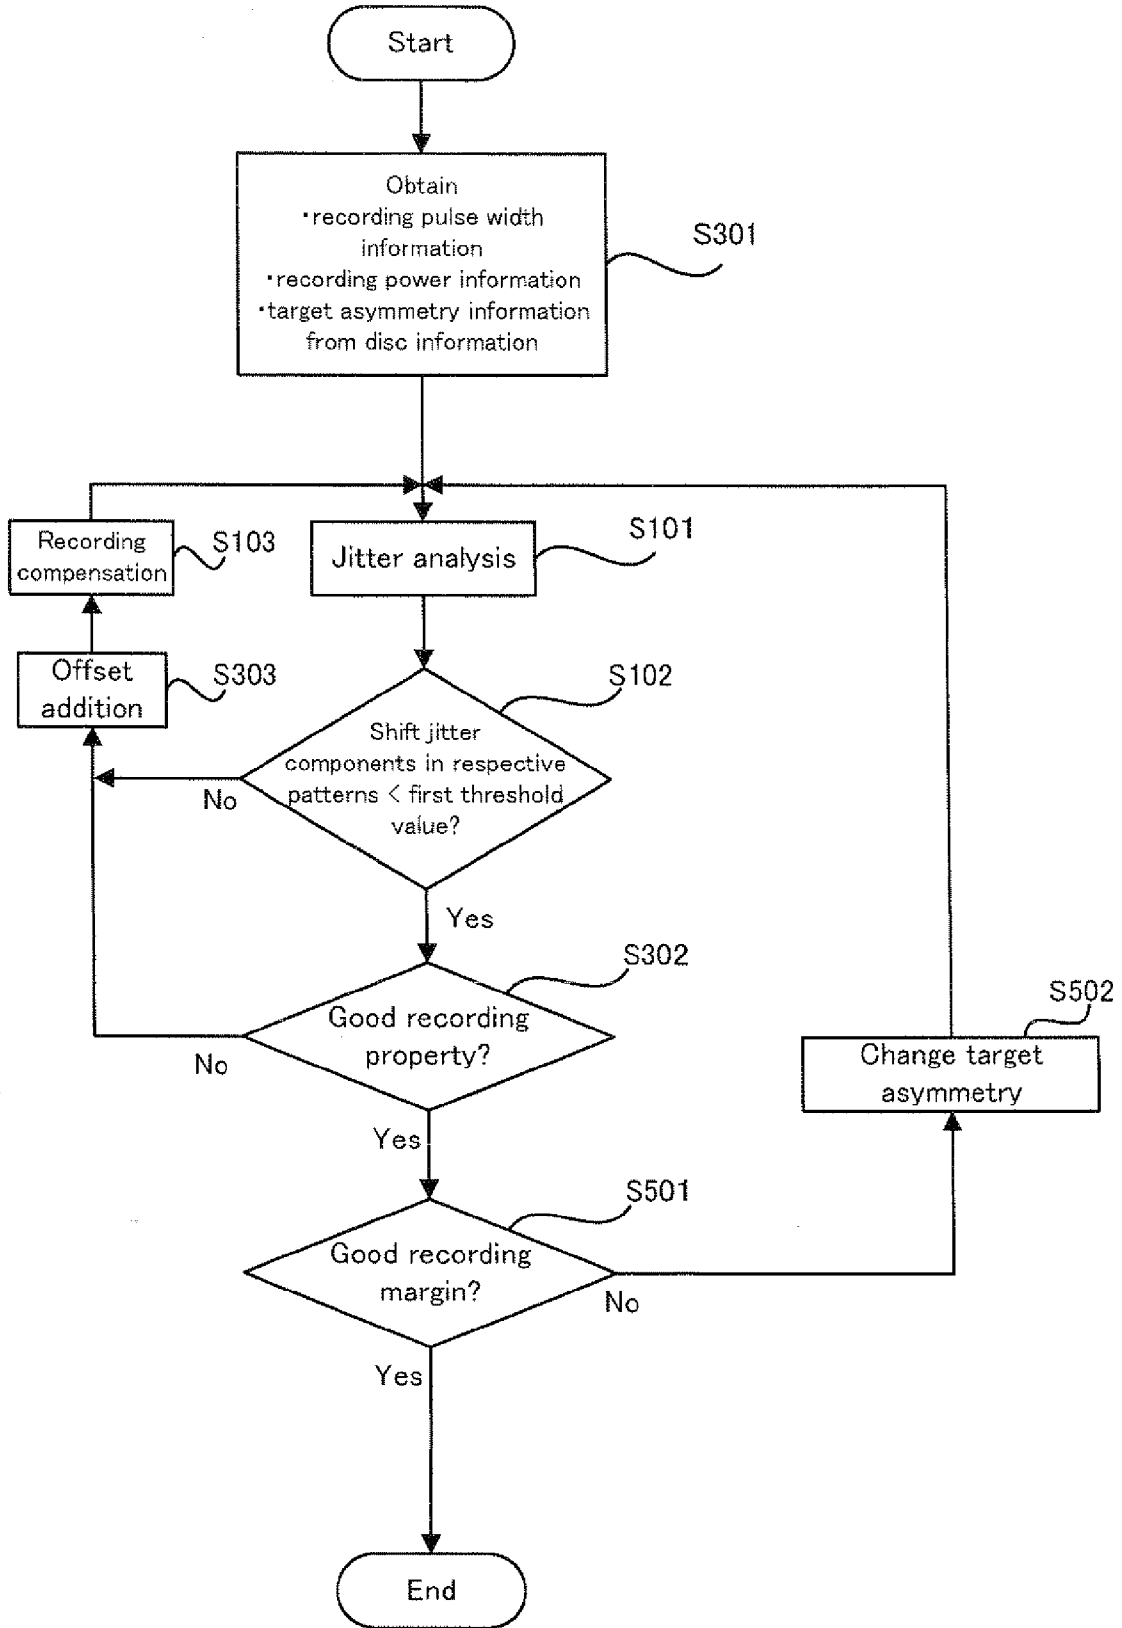 Start
Obtain
・recording pulse width
information
・recording power information
・target asymmetry information
from disc information
S301
Recording
compensation
S103
Jitter analysis
S101
Offset
addition
S303
S102
Shift jitter
components in respective
patterns < first threshold
value?
No
Yes
S302
Good recording
property?
No
Yes
S502
Change target
asymmetry
S501
Good recording
margin?
No
Yes
End